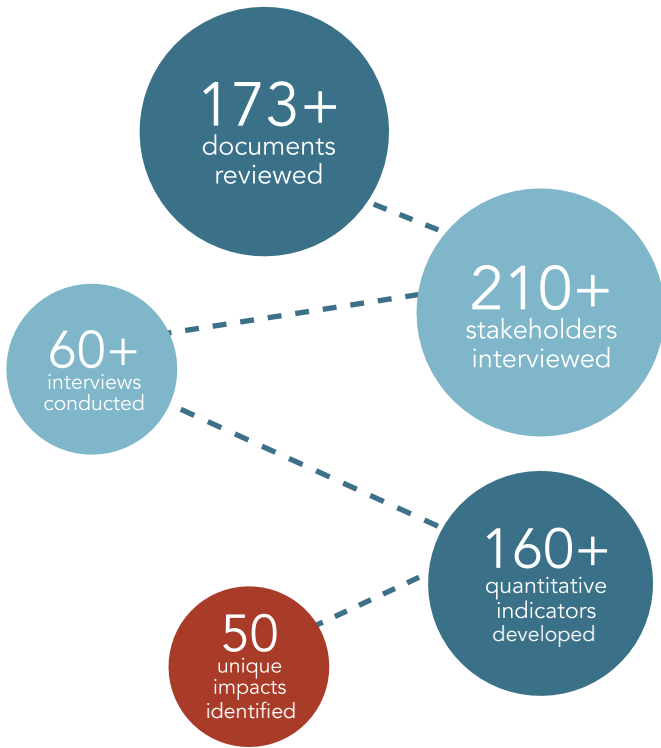 173+
documents
reviewed
210+
stakeholders
interviewed
60+
interviews
conducted
160+
quantitative
indicators
developed
50
unique
impacts
identified